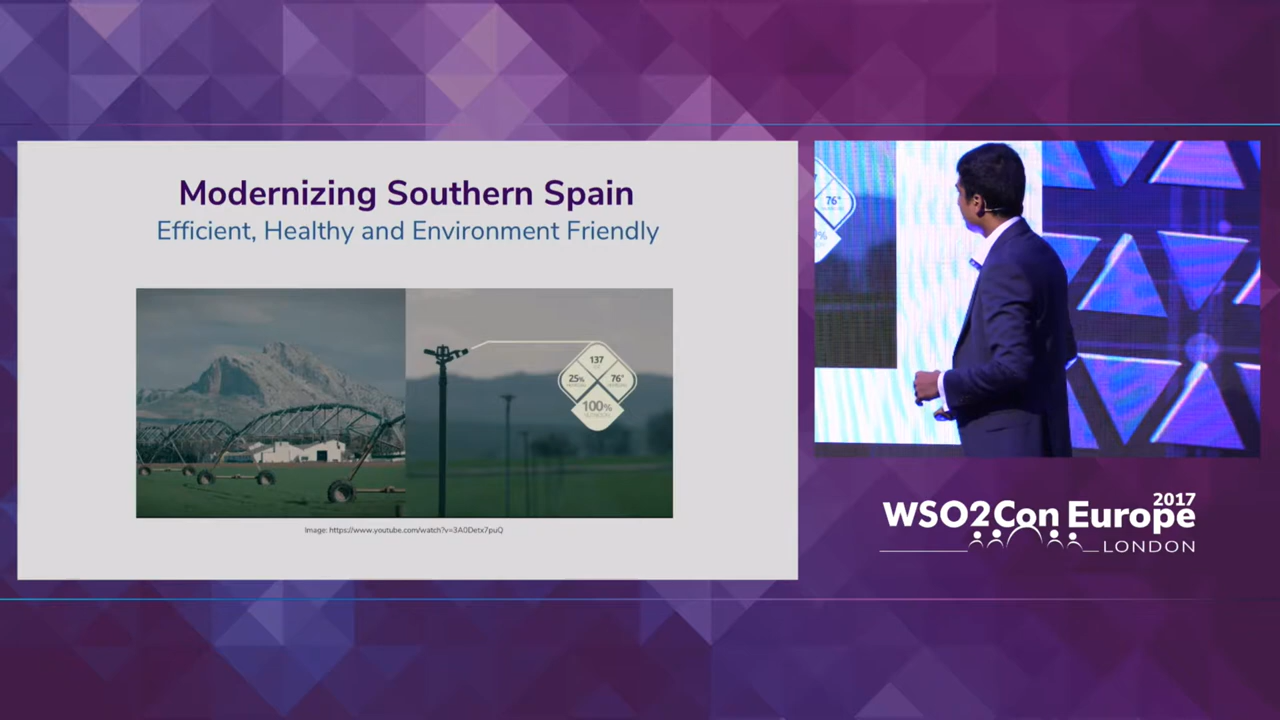 Modernizing Southern Spain
Efficient, Healthy and Environment Friendly
137
25%
76°
100%
Image: https://www.youtube.com/watch?v=3A0Detx7puQ
76°
2017
WSO2Con Europe
LONDON